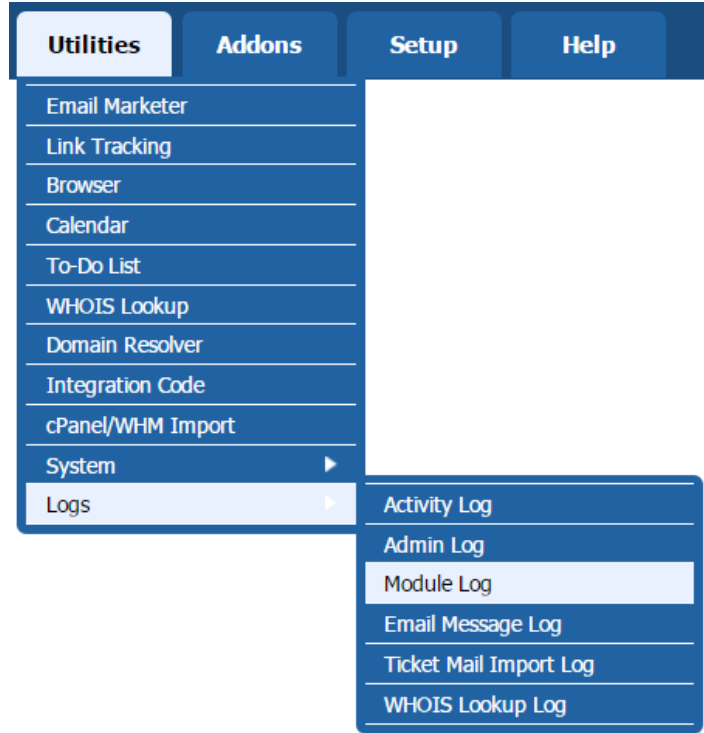 Utilities Addons Setup Help
Email Marketer
Link Tracking
Browser
Calendar
To-Do List
WHOIS Lookup
Domain Resolver
Integration Code
cPanel/WHM Import
System
Logs
Activity Log
Admin Log
Module Log
Email Message Log
Ticket Mail Import Log
WHOIS Lookup Log